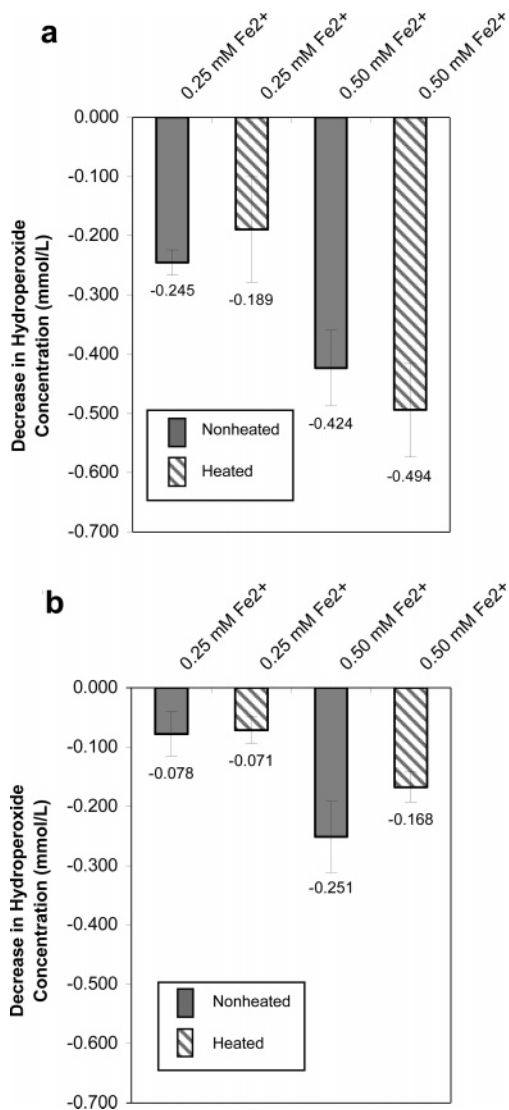 a
0.25 mM Fe2+
0.25 mM Fe2+
0.50 mM Fe2+
0.50 mM Fe2+
Decrease in Hydroperoxide
Concentration (mmol/L)
0.000
-0.100
-0.200
-0.300
-0.400
-0.500
-0.600
-0.700
-0.245
-0.189
-0.424
-0.494
Nonheated
Heated
b
0.25 mM Fe2+
0.25 mM Fe2+
0.50 mM Fe2+
0.50 mM Fe2+
Decrease in Hydroperoxide
Concentration (mmol/L)
0.000
-0.100
-0.200
-0.300
-0.400
-0.500
-0.600
-0.700
-0.078
-0.071
-0.251
-0.168
Nonheated
Heated